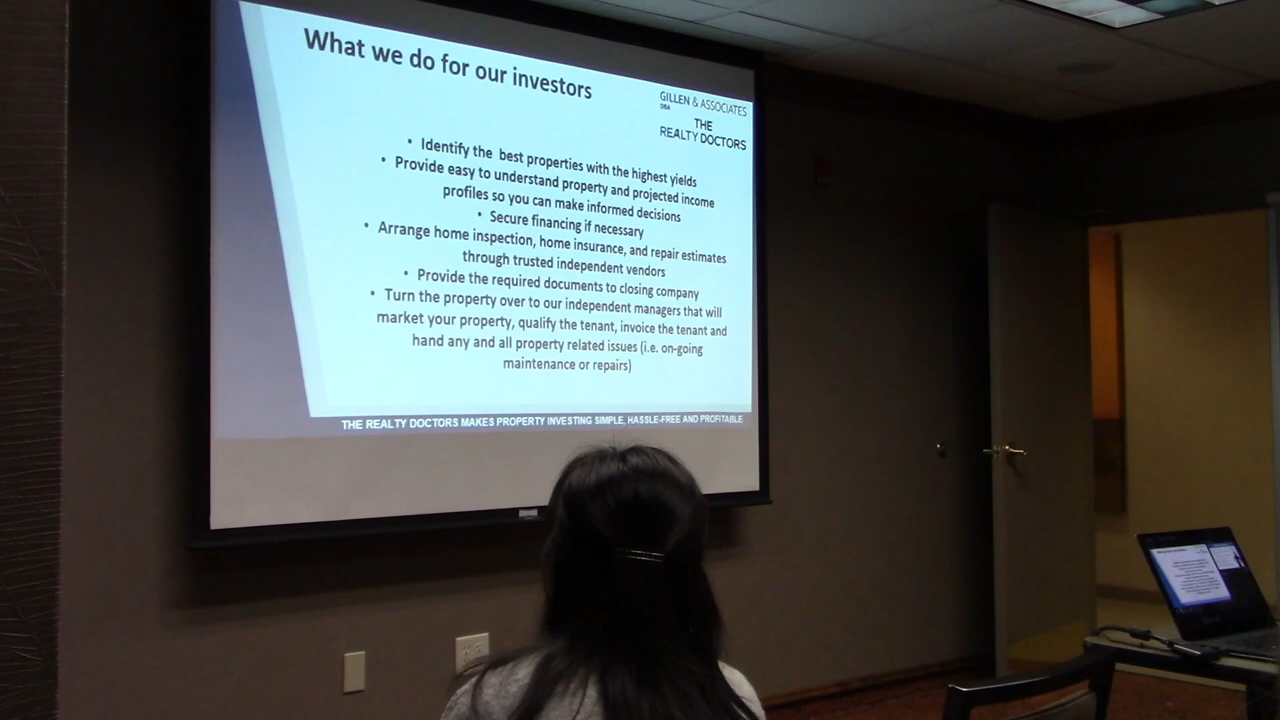 What we do for our investors
GILLEN & ASSOCIATES
DBA
THE
REALTY DOCTORS
• Identify the best properties with the highest yields
• Provide easy to understand property and projected income
profiles so you can make informed decisions
• Secure financing if necessary
• Arrange home inspection, home insurance, and repair estimates
through trusted independent vendors
• Provide the required documents to closing company
• Turn the property over to our independent managers that will
market your property, qualify the tenant, invoice the tenant and
hand any and all property related issues (i.e. on-going
maintenance or repairs)
THE REALTY DOCTORS MAKES PROPERTY INVESTING SIMPLE, HASSLE-FREE AND PROFITABLE